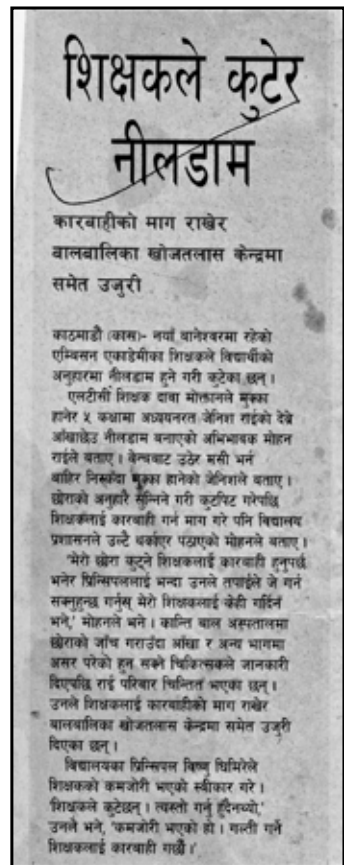 शिक्षकले कुटेर
नीलडाम
कारबाहीको माग राखेर
बालबालिका खोजतलास केन्द्रमा
समेत उजुरी
काठमाडौं (कास)- नयाँ बानेश्वरमा रहेको
एम्बिसन एकाडेमीका शिक्षकले विद्यार्थीको
अनुहारमा नीलडाम हुने गरी कुटेका छन् ।
एलटीसी शिक्षक दावा मोक्तानले मुक्का
हानेर ५ कक्षामा अध्ययनरत जेनिश राईको देब्रे
आँखाछेउ नीलडाम बनाएको अभिभावक मोहन
राईले बताए । बेन्चबाट उठेर मसी भर्न
बाहिर निस्कँदा मुक्का हानेको जेनिशले बताए ।
छोराको अनुहारै सुन्निने गरी कुटपिट गरेपछि
शिक्षकलाई कारबाही गर्न माग गरे पनि विद्यालय
प्रशासनले उल्टै थर्काएर पठाएको मोहनले बताए ।
'मेरो छोरा कुट्ने शिक्षकलाई कारबाही हुनुपर्छ
भनेर प्रिन्सिपललाई भन्दा उनले तपाईंले जे गर्न
सक्नुहुन्छ गर्नुस् मेरो शिक्षकलाई केही गर्दिनँ
भने,' मोहनले भने । कान्ति बाल अस्पतालमा
छोराको जाँच गराउँदा आँखा र अन्य भागमा
असर परेको हुन सक्ने चिकित्सकले जानकारी
दिएपछि राई परिवार चिन्तित भएका छन् ।
उनले शिक्षकलाई कारबाहीको माग राखेर
बालबालिका खोजतलास केन्द्रमा समेत उजुरी
दिएका छन् ।
विद्यालयका प्रिन्सिपल विष्णु घिमिरेले
शिक्षकको कमजोरी भएको स्वीकार गरे ।
'शिक्षकले कुटेछन् । त्यस्तो गर्नु हुँदैनथ्यो,'
उनले भने, 'कमजोरी भएको हो । गल्ती गर्ने
शिक्षकलाई कारबाही गर्छौं ।'